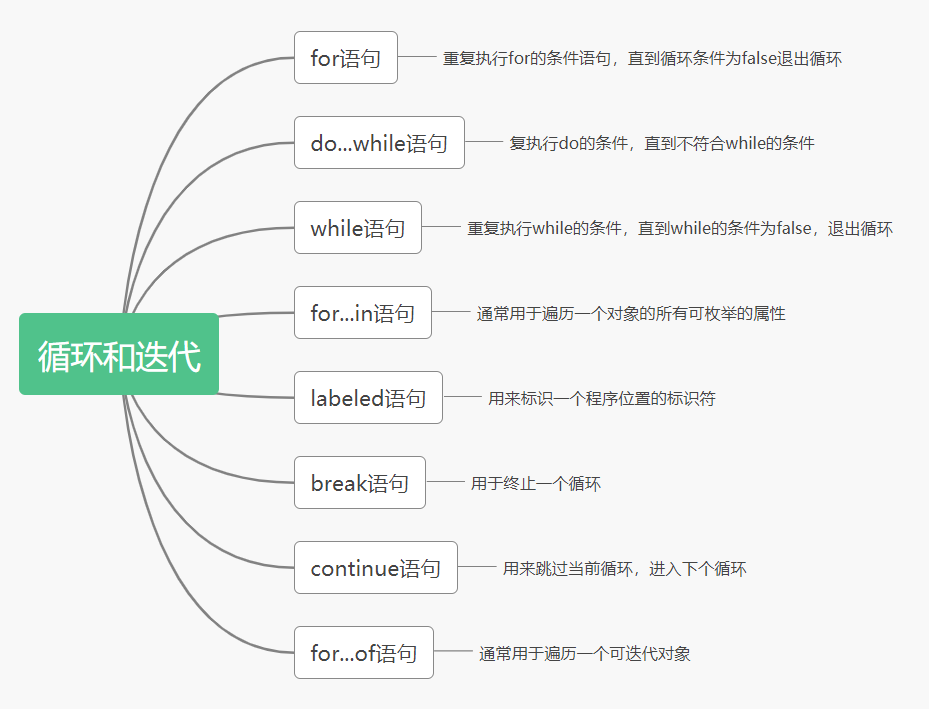 循环和迭代
for语句
重复执行for的条件语句，直到循环条件为false退出循环
do...while语句
复执行do的条件，直到不符合while的条件
while语句
重复执行while的条件，直到while的条件为false，退出循环
for...in语句
通常用于遍历一个对象的所有可枚举的属性
labeled语句
用来标识一个程序位置的标识符
break语句
用于终止一个循环
continue语句
用来跳过当前循环，进入下个循环
for...of语句
通常用于遍历一个可迭代对象